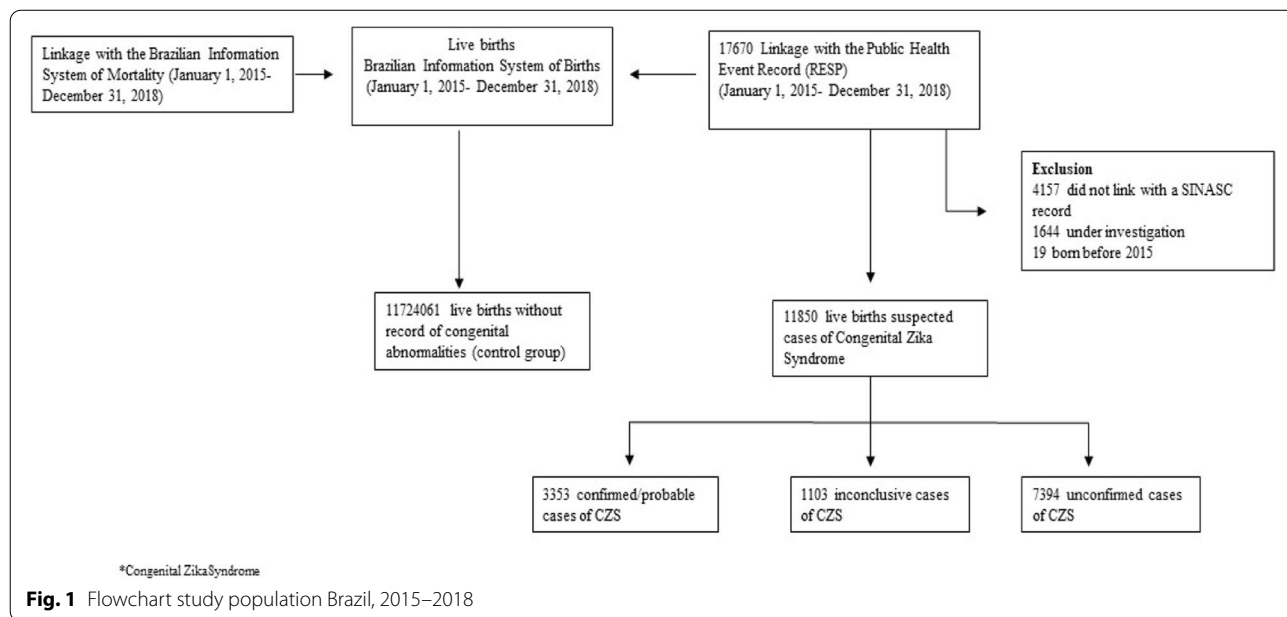 Linkage with the Brazilian Information
System of Mortality (January 1, 2015-
December 31, 2018)
Live births
Brazilian Information System of Births
(January 1, 2015- December 31, 2018)
17670 Linkage with the Public Health
Event Record (RESP)
(January 1, 2015- December 31, 2018)
Exclusion
4157 did not link with a SINASC
record
1644 under investigation
19 born before 2015
11724061 live births without
record of congenital
abnormalities (control group)
11850 live births suspected
cases of Congenital Zika
Syndrome
3353 confirmed/probable
cases of CZS
1103 inconclusive cases
of CZS
7394 unconfirmed cases
of CZS
*Congenital ZikaSyndrome
Fig. 1 Flowchart study population Brazil, 2015–2018